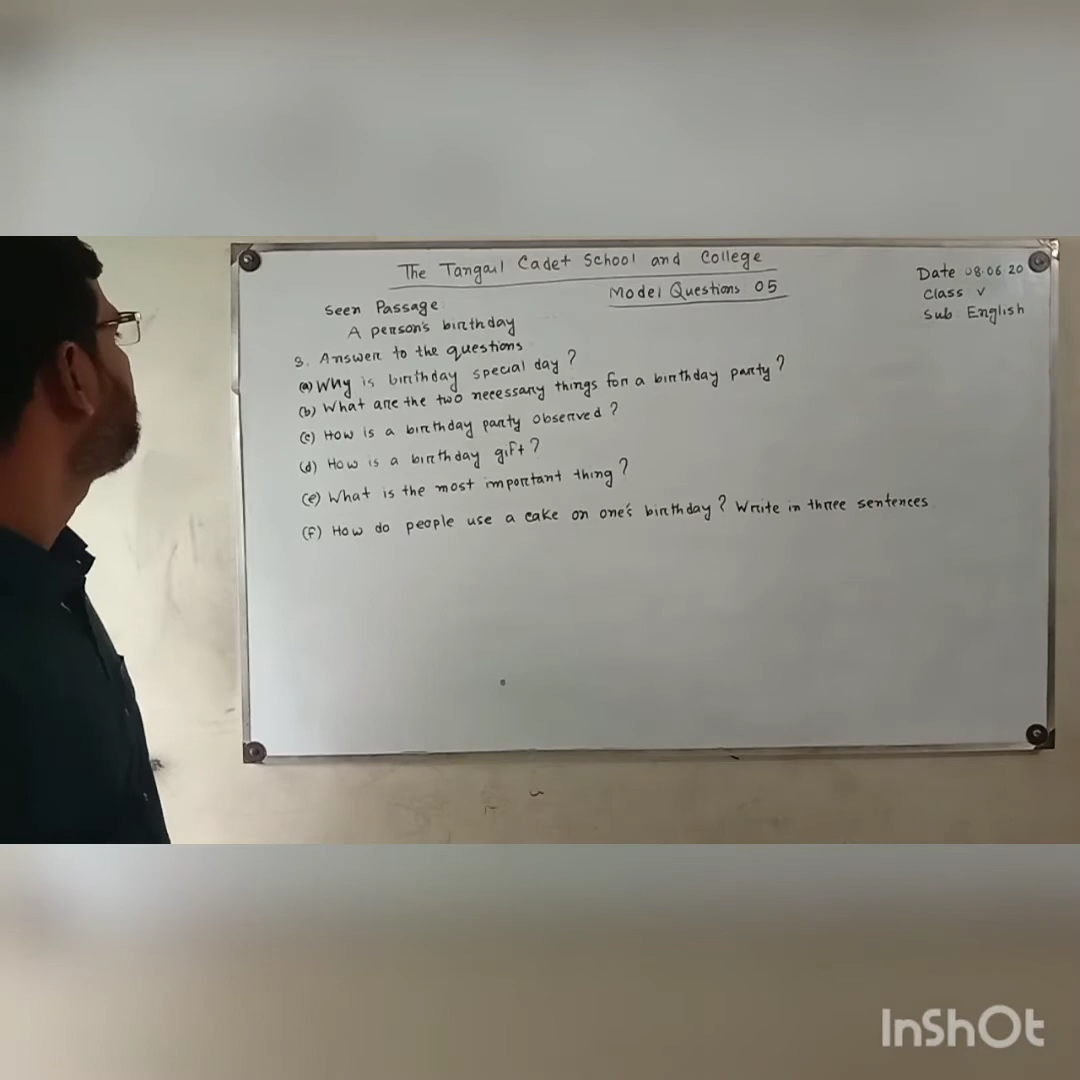 The Tangail Cadet School and College
Model Questions 05
Date 08.06.20
Class V
Sub English
Seen Passage:
A person's birthday
3. Answer to the questions
(a) Why is birthday special day?
(b) What are the two necessary things for a birthday party?
(c) How is a birthday party observed?
(d) How is a birthday gift?
(e) What is the most important thing?
(f) How do people use a cake on one's birthday? Write in three sentences.
InShOt